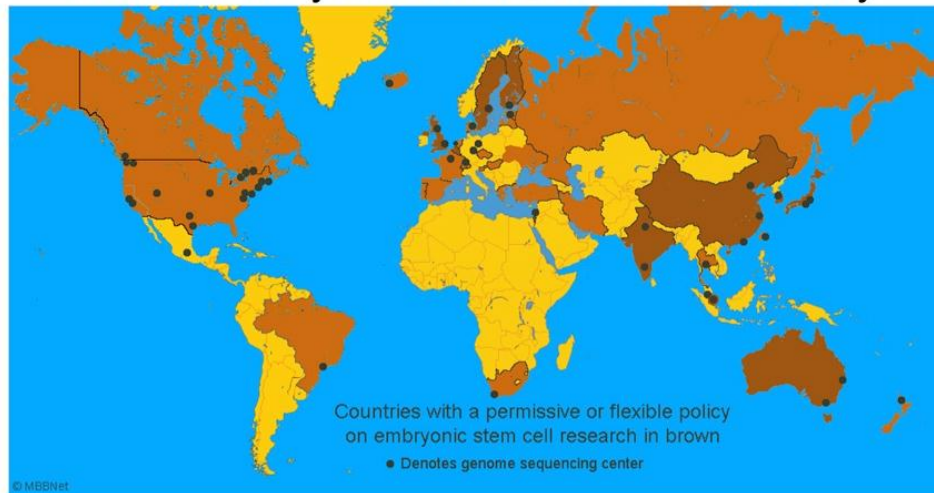 Countries with a permissive or flexible policy
on embryonic stem cell research in brown
● Denotes genome sequencing center
© MBBNet